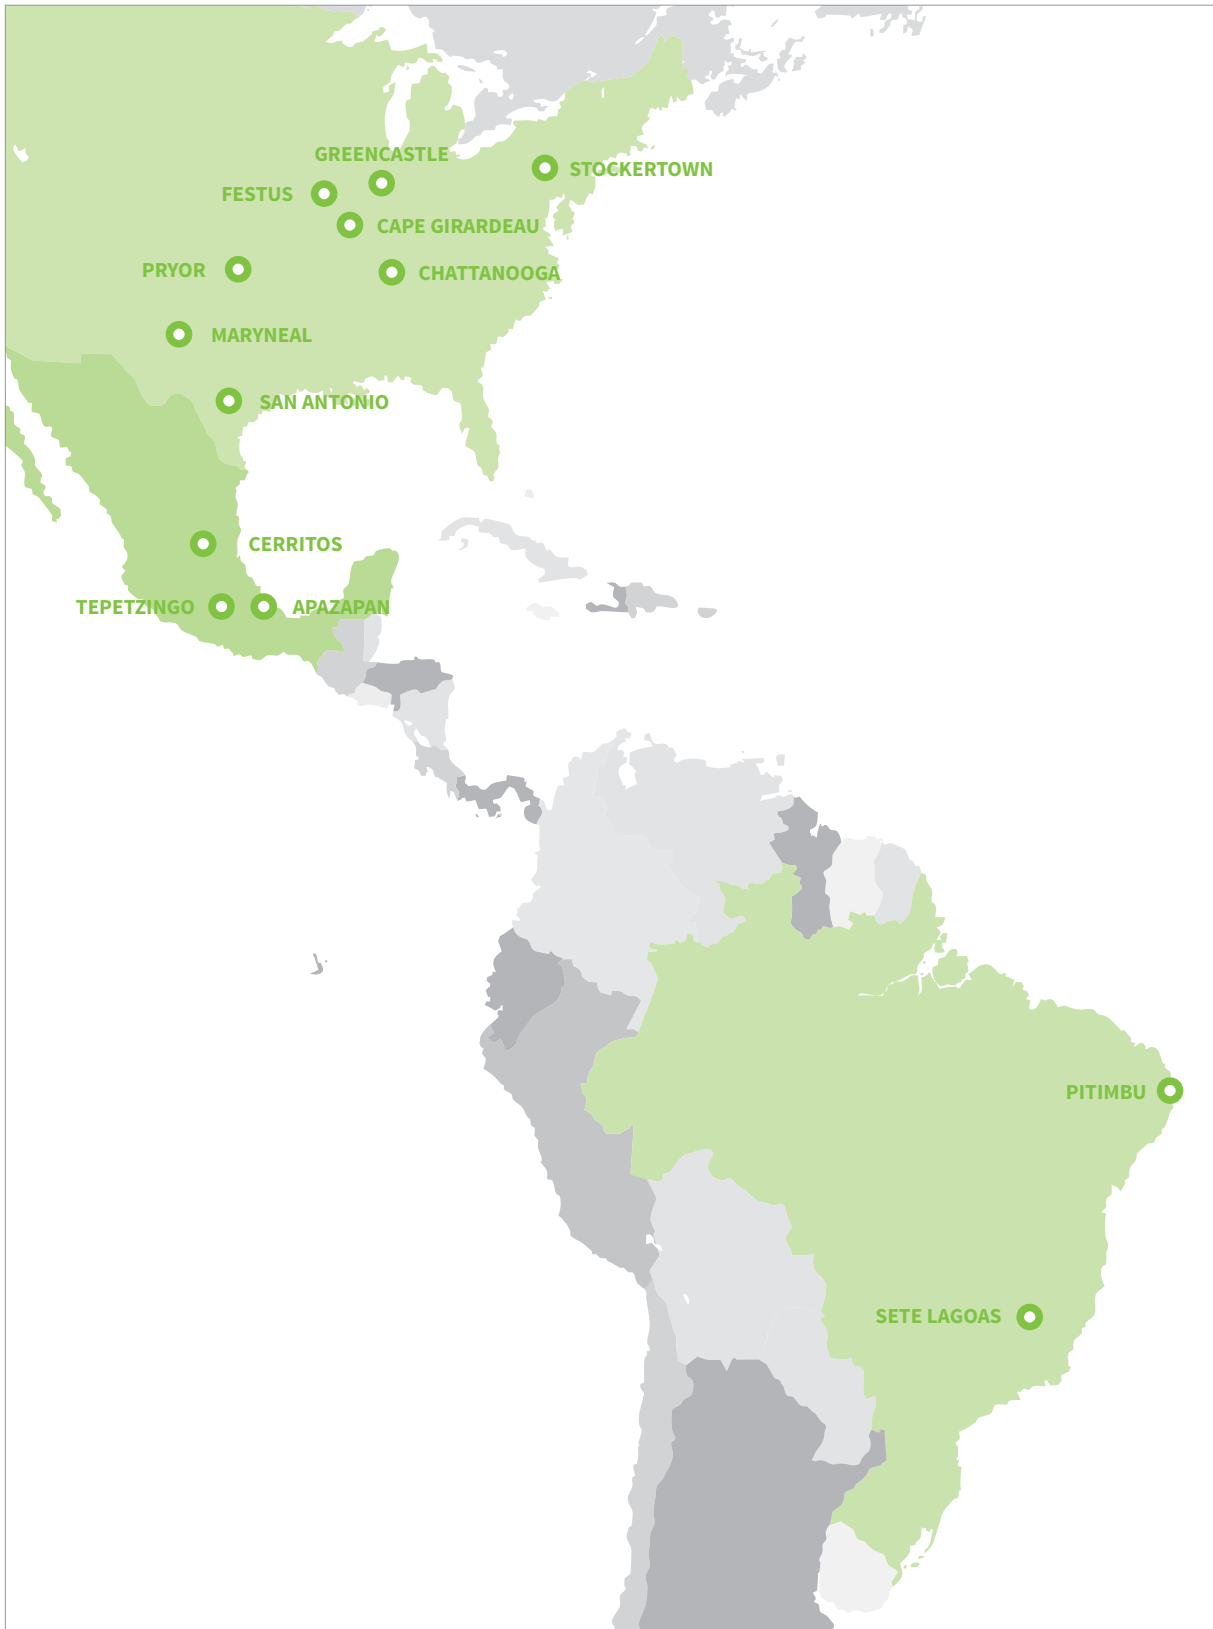 GREENCASTLE
STOCKERTOWN
FESTUS
CAPE GIRARDEAU
PRYOR
CHATTANOOGA
MARYNEAL
SAN ANTONIO
CERRITOS
TEPETZINGO
APAZAPAN
PITIMBU
SETE LAGOAS